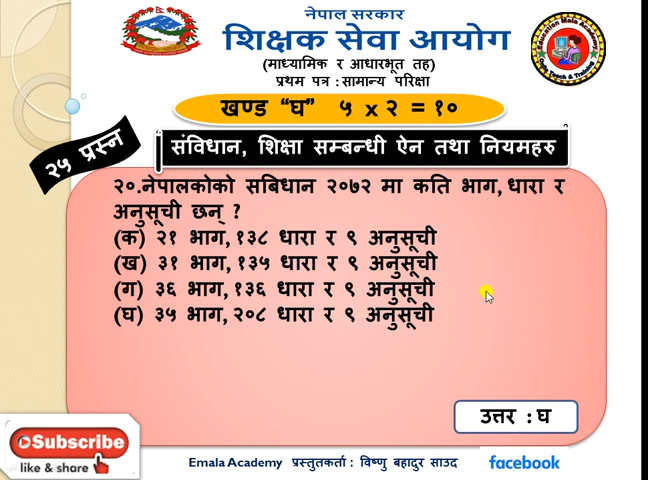 नेपाल सरकार
शिक्षक सेवा आयोग
(माध्यामिक र आधारभूत तह)
प्रथम पत्र : सामान्य परिक्षा
खण्ड “घ” ५ x २ = १०
२५ प्रस्न
संविधान, शिक्षा सम्बन्धी ऐन तथा नियमहरु
२०.नेपालकोको सबिधान २०७२ मा कति भाग, धारा र
अनुसूची छन् ?
(क) २१ भाग, १३८ धारा र ९ अनुसूची
(ख) ३१ भाग, १३५ धारा र ९ अनुसूची
(ग) ३६ भाग, १३६ धारा र ९ अनुसूची
(घ) ३५ भाग, २०८ धारा र ९ अनुसूची
उत्तर : घ
Subscribe
like & share
Emala Academy प्रस्तुतकर्ता : विष्णु बहादुर साउद
facebook